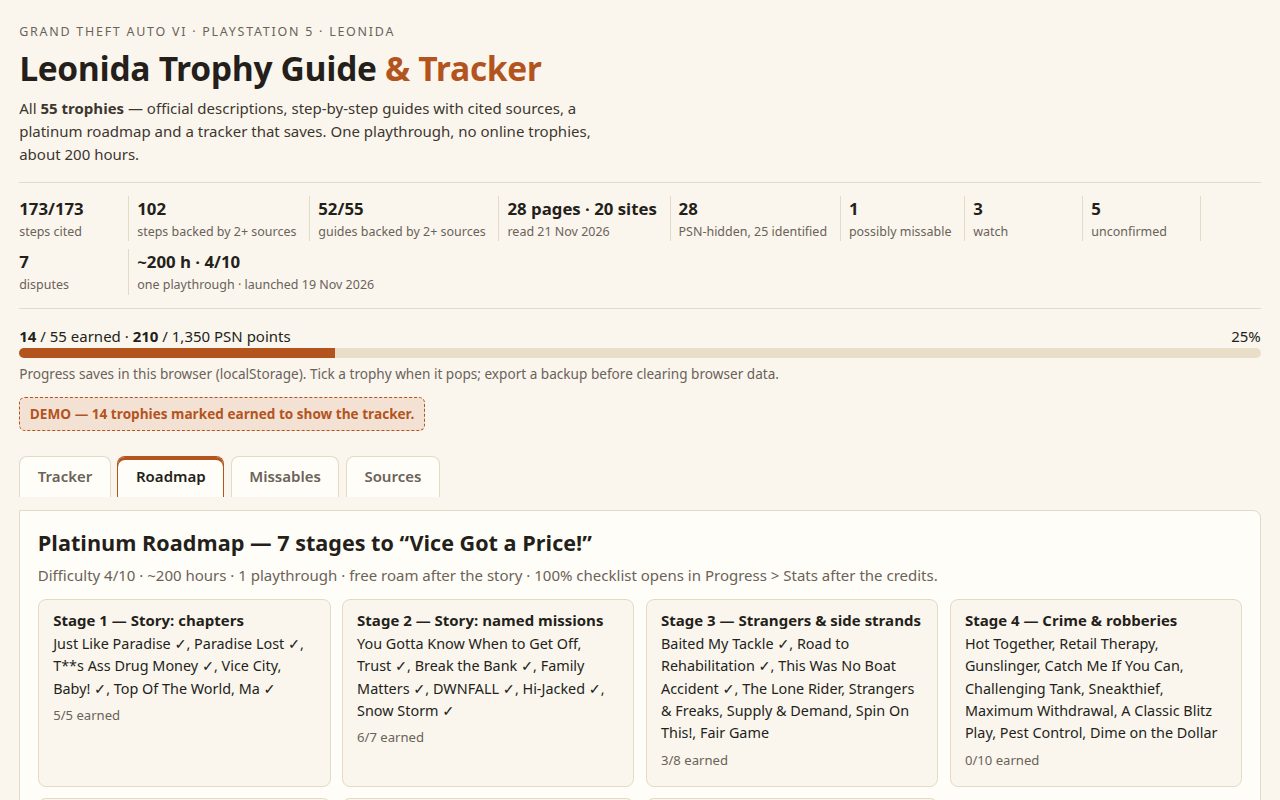 GRAND THEFT AUTO VI · PLAYSTATION 5 · LEONIDA
Leonida Trophy Guide & Tracker
All 55 trophies — official descriptions, step-by-step guides with cited sources, a
platinum roadmap and a tracker that saves. One playthrough, no online trophies,
about 200 hours.
173/173
steps cited
102
steps backed by 2+ sources
52/55
guides backed by 2+ sources
28 pages · 20 sites
read 21 Nov 2026
28
PSN-hidden, 25 identified
1
possibly missable
3
watch
5
unconfirmed
7
disputes
~200 h · 4/10
one playthrough · launched 19 Nov 2026
14 / 55 earned · 210 / 1,350 PSN points
25%
Progress saves in this browser (localStorage). Tick a trophy when it pops; export a backup before clearing browser data.
DEMO — 14 trophies marked earned to show the tracker.
Tracker
Roadmap
Missables
Sources
Platinum Roadmap — 7 stages to “Vice Got a Price!”
Difficulty 4/10 · ~200 hours · 1 playthrough · free roam after the story · 100% checklist opens in Progress > Stats after the credits.
Stage 1 — Story: chapters
Just Like Paradise ✓, Paradise Lost ✓,
T**s Ass Drug Money ✓, Vice City,
Baby! ✓, Top Of The World, Ma ✓
5/5 earned
Stage 2 — Story: named missions
You Gotta Know When to Get Off,
Trust ✓, Break the Bank ✓, Family
Matters ✓, DWNFALL ✓, Hi-Jacked ✓,
Snow Storm ✓
6/7 earned
Stage 3 — Strangers & side strands
Baited My Tackle ✓, Road to
Rehabilitation ✓, This Was No Boat
Accident ✓, The Lone Rider, Strangers
& Freaks, Supply & Demand, Spin On
This!, Fair Game
3/8 earned
Stage 4 — Crime & robberies
Hot Together, Retail Therapy,
Gunslinger, Catch Me If You Can,
Challenging Tank, Sneakthief,
Maximum Withdrawal, A Classic Blitz
Play, Pest Control, Dime on the Dollar
0/10 earned